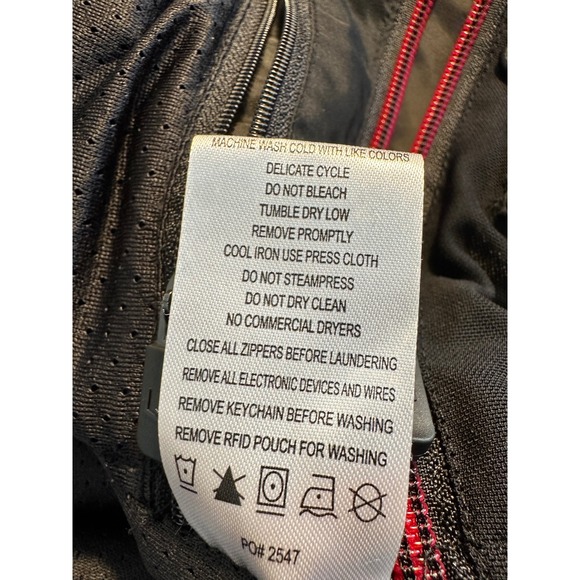 MACHINE WASH COLD WITH LIKE COLORS
DELICATE CYCLE
DO NOT BLEACH
TUMBLE DRY LOW
REMOVE PROMPTLY
COOL IRON USE PRESS CLOTH
DO NOT STEAMPRESS
DO NOT DRY CLEAN
NO COMMERCIAL DRYERS
CLOSE ALL ZIPPERS BEFORE LAUNDERING
REMOVE ALL ELECTRONIC DEVICES AND WIRES
REMOVE KEYCHAIN BEFORE WASHING
REMOVE RFID POUCH FOR WASHING
PO# 2547